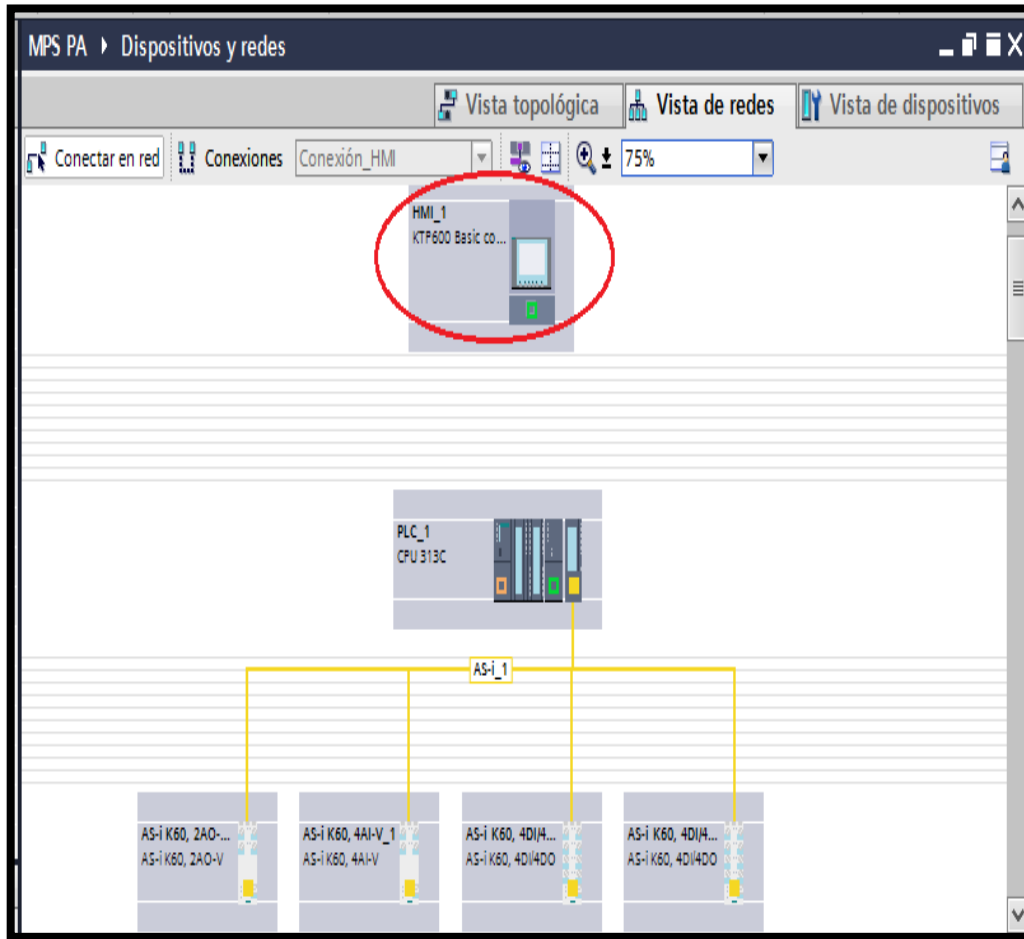 MPS PA ▸ Dispositivos y redes
Vista topológica Vista de redes Vista de dispositivos
Conectar en red Conexiones Conexión_HMI 75%
HMI_1
KTP600 Basic co...
PLC_1
CPU 313C
AS-i_1
AS-i K60, 2AO-...
AS-i K60, 2AO-V
AS-i K60, 4AI-V_1
AS-i K60, 4AI-V
AS-i K60, 4DI/4...
AS-i K60, 4DI/4DO
AS-i K60, 4DI/4...
AS-i K60, 4DI/4DO